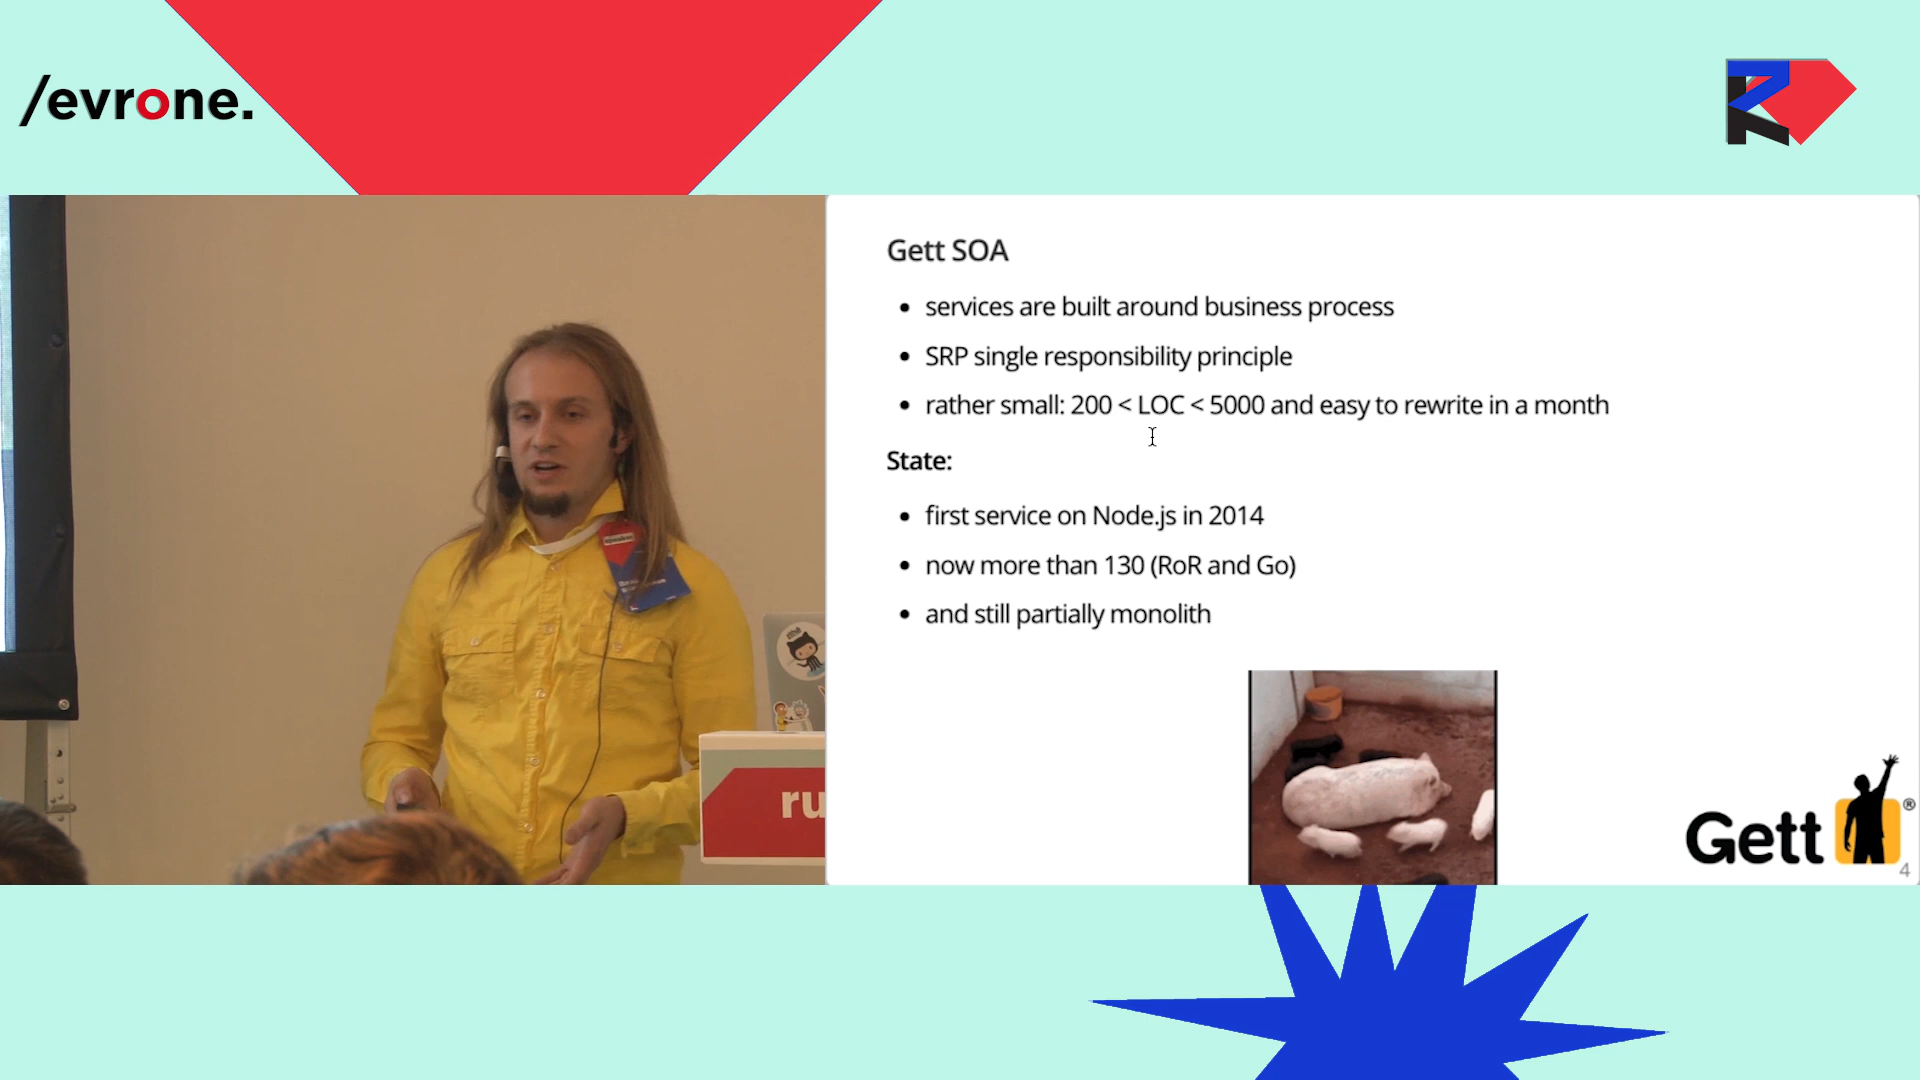 /evrone.
Gett SOA
• services are built around business process
• SRP single responsibility principle
• rather small: 200 < LOC < 5000 and easy to rewrite in a month
State:
• first service on Node.js in 2014
• now more than 130 (RoR and Go)
• and still partially monolith
speaker
ru
Gett®
4